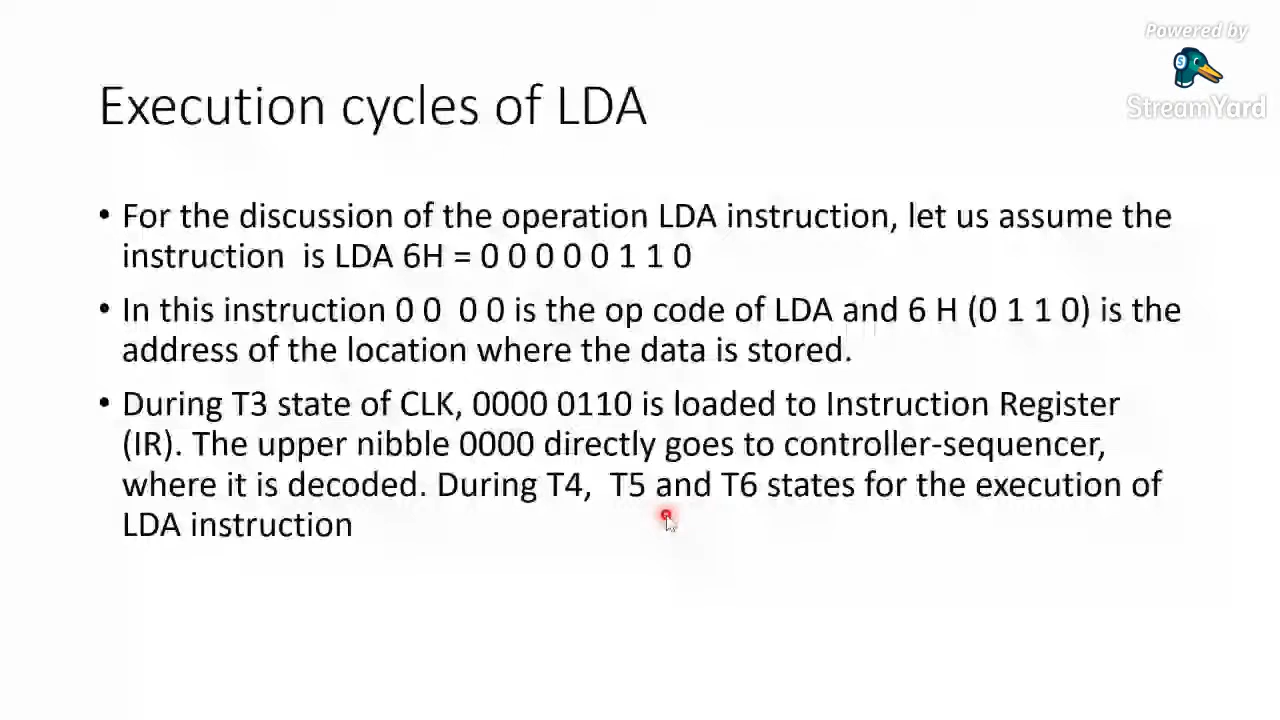 Powered by
StreamYard
Execution cycles of LDA
• For the discussion of the operation LDA instruction, let us assume the
instruction is LDA 6H = 0 0 0 0 0 1 1 0
• In this instruction 0 0 0 0 is the op code of LDA and 6 H (0 1 1 0) is the
address of the location where the data is stored.
• During T3 state of CLK, 0000 0110 is loaded to Instruction Register
(IR). The upper nibble 0000 directly goes to controller-sequencer,
where it is decoded. During T4, T5 and T6 states for the execution of
LDA instruction